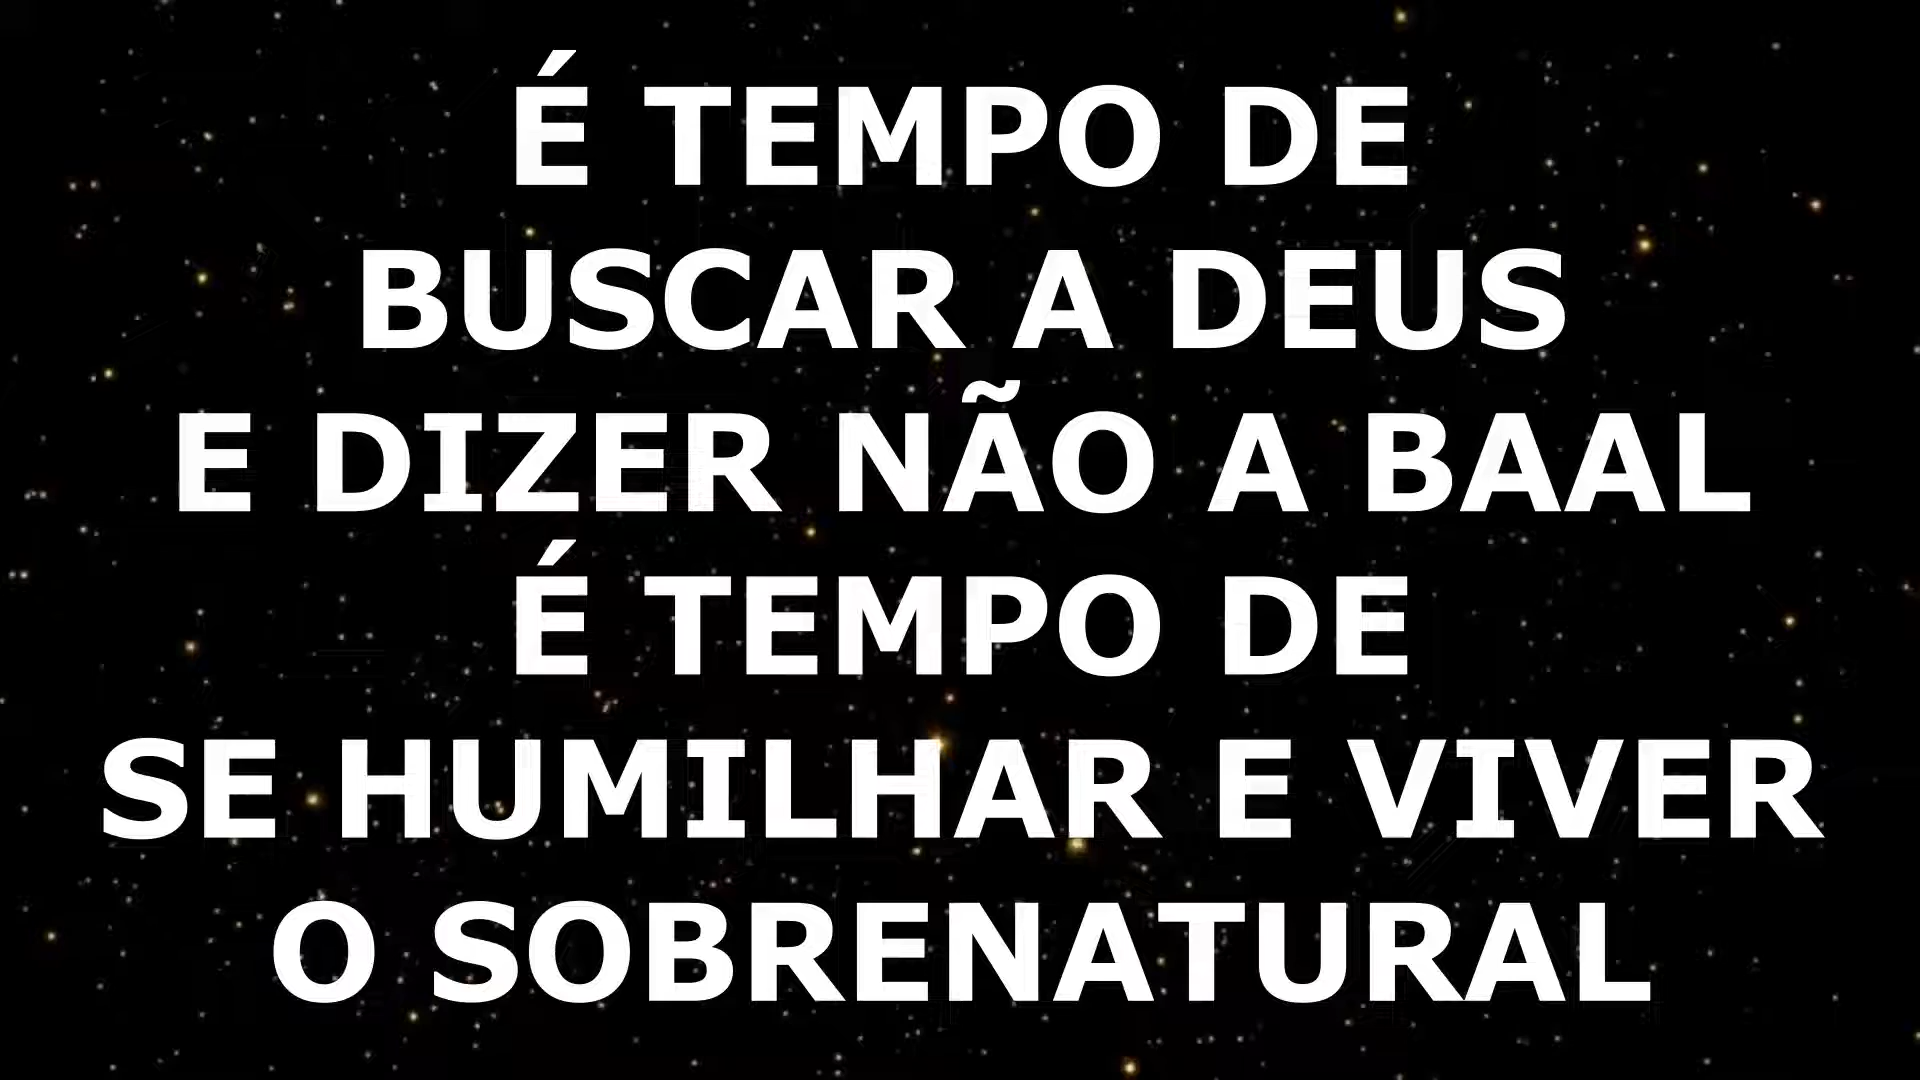 É TEMPO DE
BUSCAR A DEUS
E DIZER NÃO A BAAL
É TEMPO DE
SE HUMILHAR E VIVER
O SOBRENATURAL